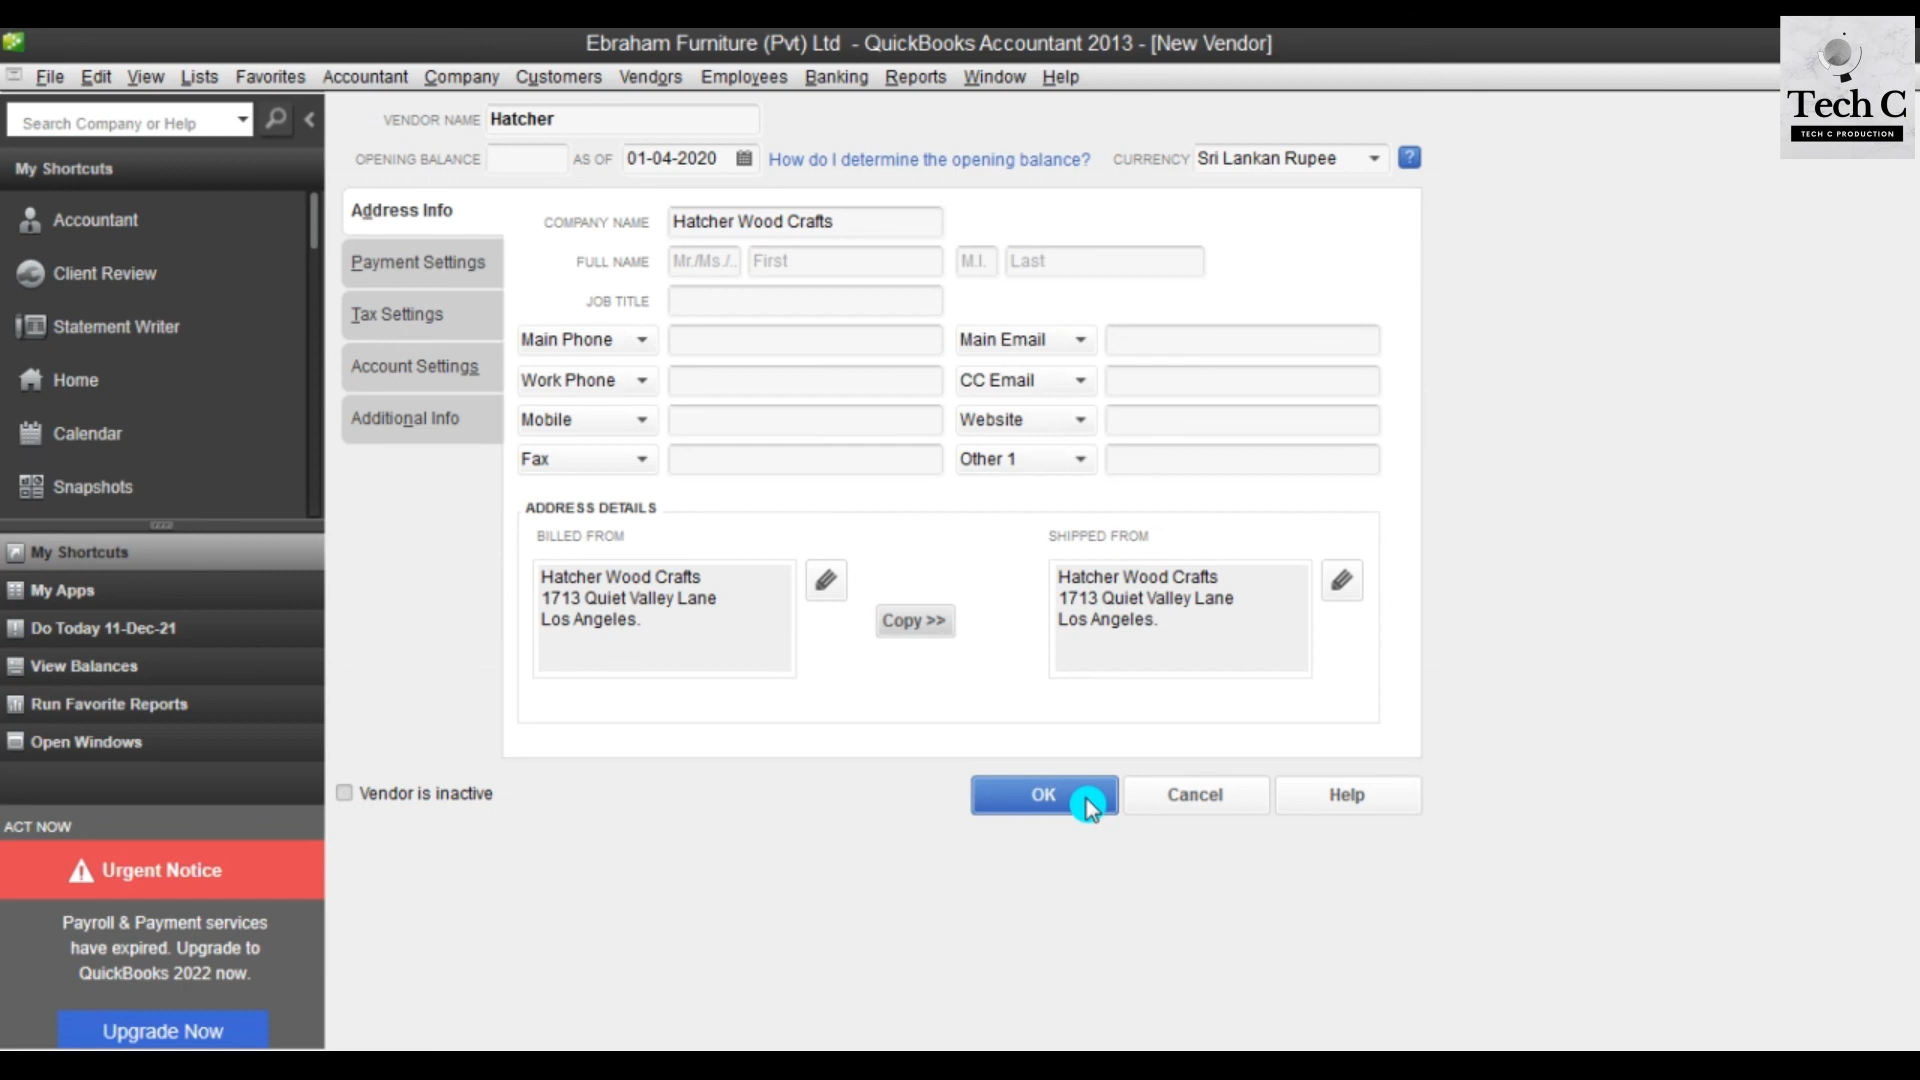 Ebraham Furniture (Pvt) Ltd - QuickBooks Accountant 2013 - [New Vendor]
File Edit View Lists Favorites Accountant Company Customers Vendors Employees Banking Reports Window Help
Tech C
TECH C PRODUCTION
Search Company or Help
My Shortcuts
Accountant
Client Review
Statement Writer
Home
Calendar
Snapshots
My Shortcuts
My Apps
Do Today 11-Dec-21
View Balances
Run Favorite Reports
Open Windows
ACT NOW
Urgent Notice
Payroll & Payment services
have expired. Upgrade to
QuickBooks 2022 now.
Upgrade Now
VENDOR NAME Hatcher
OPENING BALANCE AS OF 01-04-2020 How do I determine the opening balance? CURRENCY Sri Lankan Rupee ?
Address Info
Payment Settings
Tax Settings
Account Settings
Additional Info
COMPANY NAME Hatcher Wood Crafts
FULL NAME Mr./Ms./.. First M.I. Last
JOB TITLE
Main Phone Main Email
Work Phone CC Email
Mobile Website
Fax Other 1
ADDRESS DETAILS
BILLED FROM
Hatcher Wood Crafts
1713 Quiet Valley Lane
Los Angeles.
Copy >>
SHIPPED FROM
Hatcher Wood Crafts
1713 Quiet Valley Lane
Los Angeles.
Vendor is inactive
OK Cancel Help